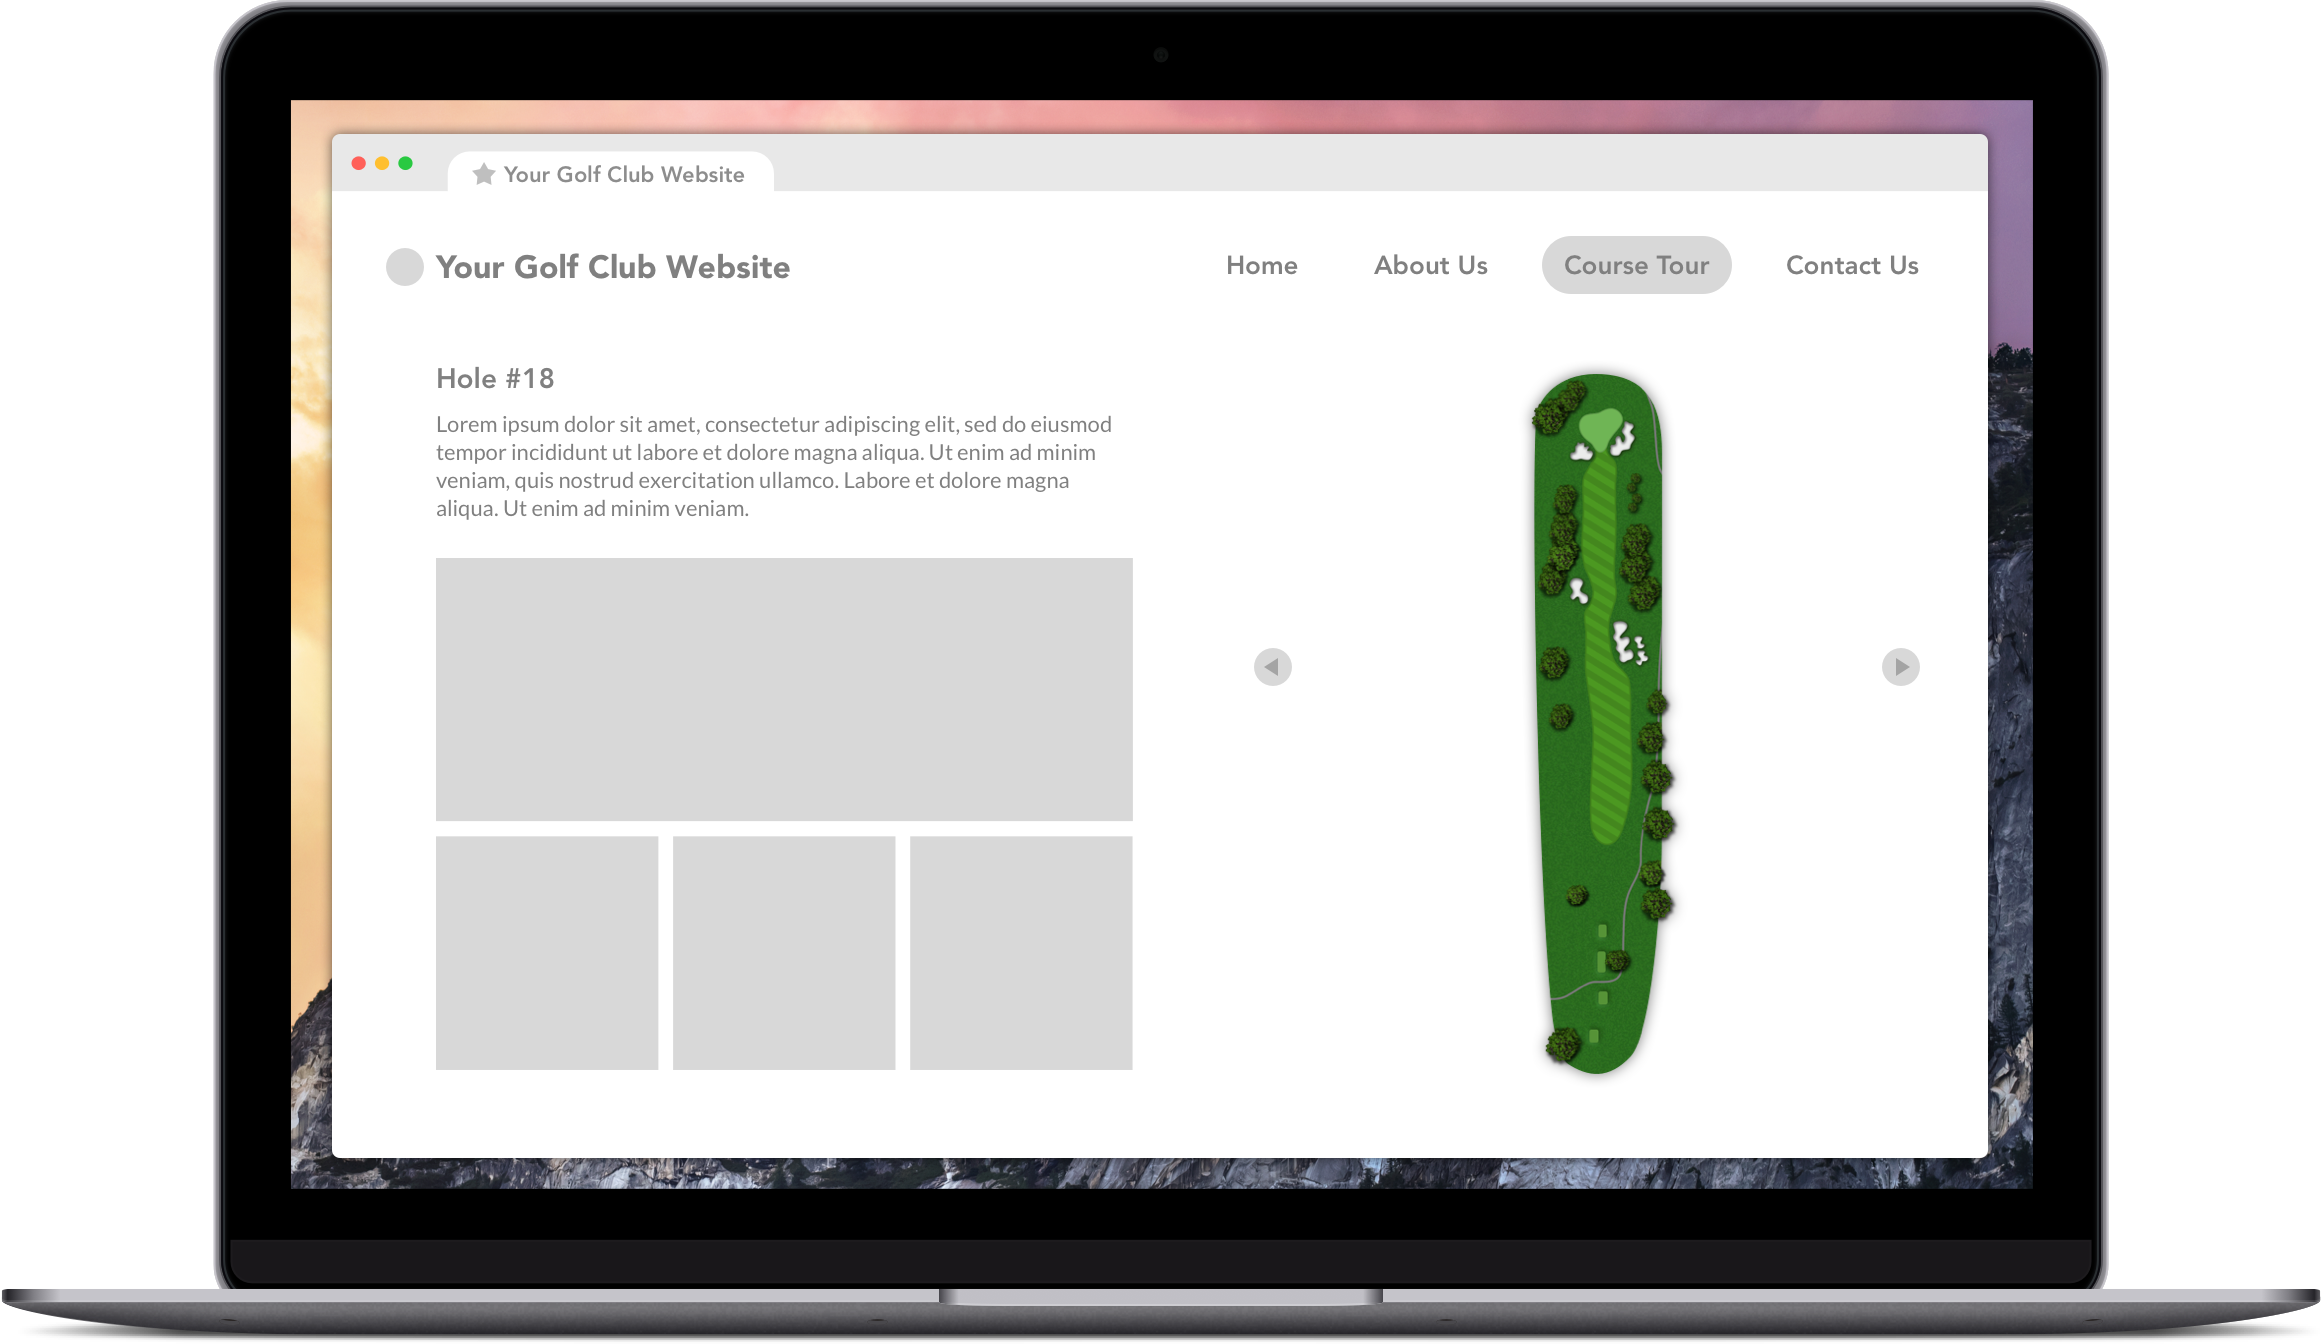 Your Golf Club Website
Your Golf Club Website
Home
About Us
Course Tour
Contact Us
Hole #18
Lorem ipsum dolor sit amet, consectetur adipiscing elit, sed do eiusmod
tempor incididunt ut labore et dolore magna aliqua. Ut enim ad minim
veniam, quis nostrud exercitation ullamco. Labore et dolore magna
aliqua. Ut enim ad minim veniam.